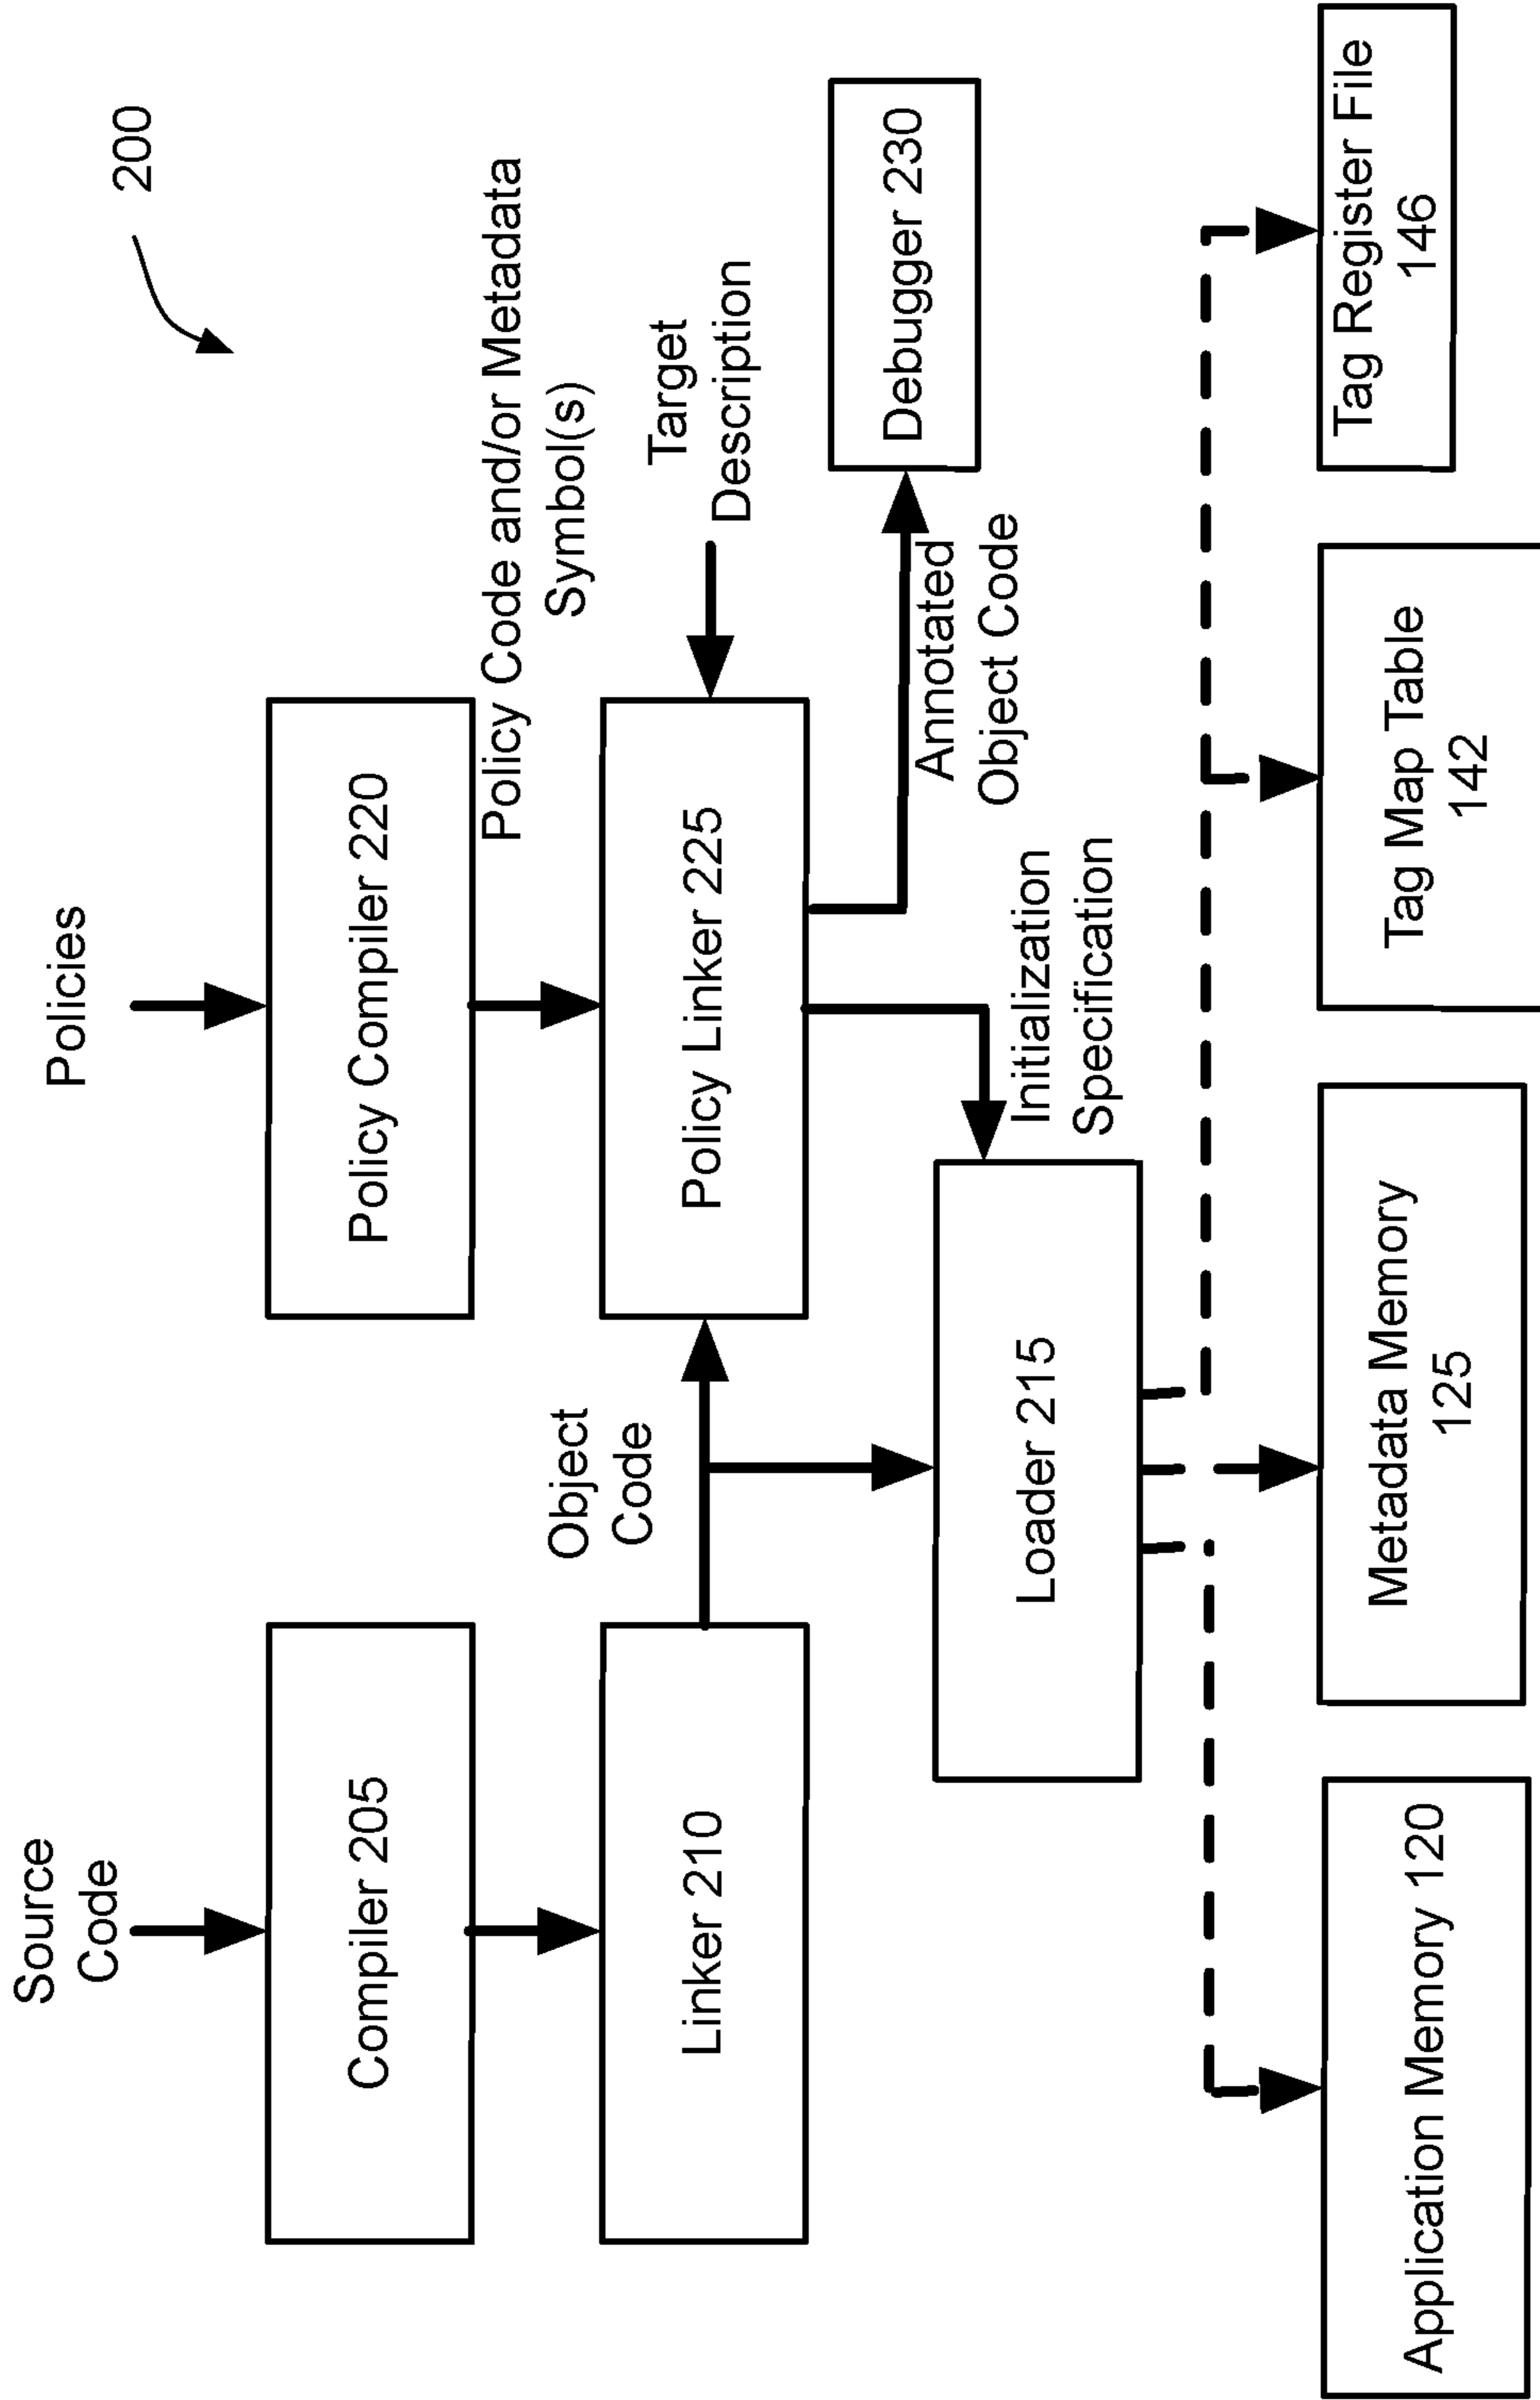 200
Source
Code
Policies
Compiler 205
Policy Compiler 220
Policy Code and/or Metadata
Symbol(s)
Object
Code
Target
Description
Linker 210
Policy Linker 225
Debugger 230
Annotated
Object Code
Initialization
Specification
Loader 215
Application Memory 120
Metadata Memory
125
Tag Map Table
142
Tag Register File
146